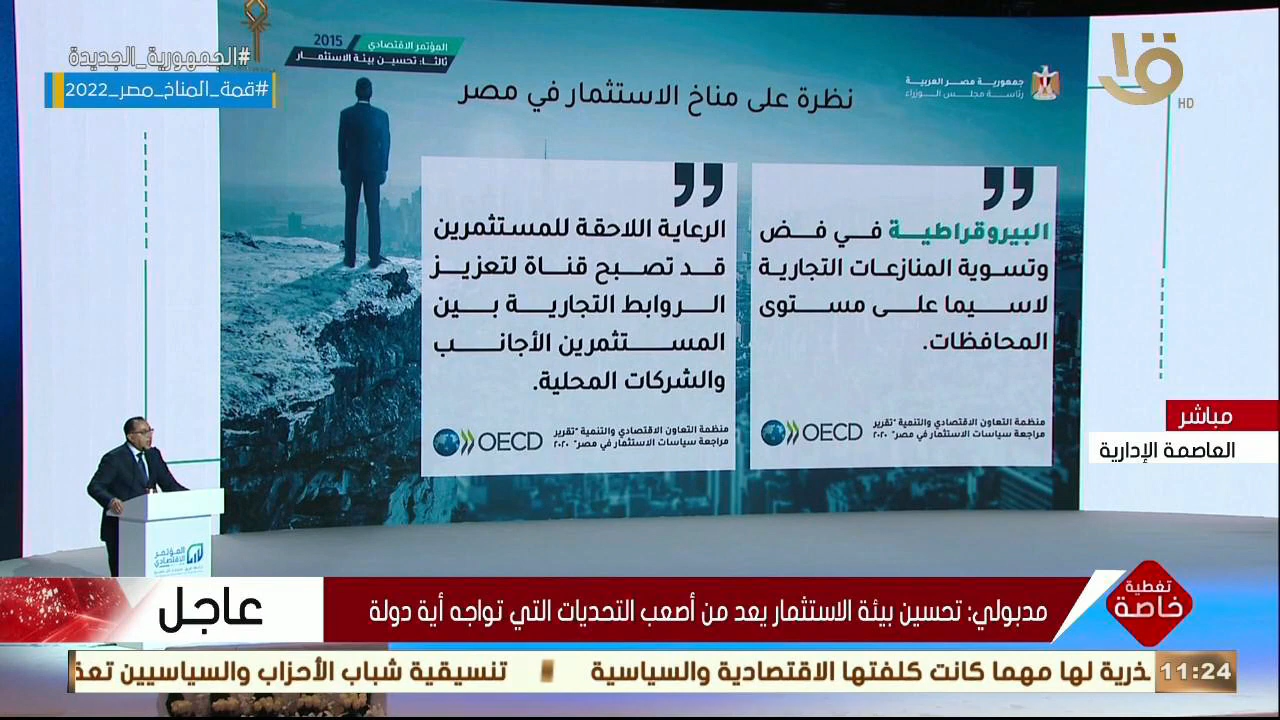 #الجمهورية_الجديدة
#قمة_المناخ_مصر_2022
المؤتمر الاقتصادي 2015
ثالثا: تحسين بيئة الاستثمار
جمهورية مصر العربية
رئاسة مجلس الوزراء
HD
نظرة على مناخ الاستثمار في مصر
البيروقراطية في فض
وتسوية المنازعات التجارية
لاسيما على مستوى
المحافظات.
منظمة التعاون الاقتصادي والتنمية "تقرير
مراجعة سياسات الاستثمار في مصر" ٢٠٢٠
OECD
الرعاية اللاحقة للمستثمرين
قد تصبح قناة لتعزيز
الروابط التجارية بين
المستثمرين الأجانب
والشركات المحلية.
منظمة التعاون الاقتصادي والتنمية "تقرير
مراجعة سياسات الاستثمار في مصر" ٢٠٢٠
OECD
مباشر
العاصمة الإدارية
المؤتمر
الاقتصادي
تغطية
خاصة
مدبولي: تحسين بيئة الاستثمار يعد من أصعب التحديات التي تواجه أية دولة
عاجل
11:24
ـذرية لها مهما كانت كلفتها الاقتصادية والسياسية
تنسيقية شباب الأحزاب والسياسيين تعقـ